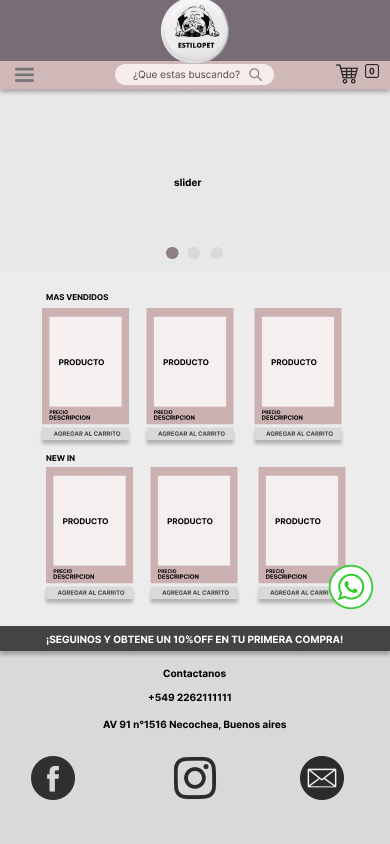 ESTILOPET
¿Que estas buscando?
0
slider
MAS VENDIDOS
PRODUCTO PRODUCTO PRODUCTO
PRECIO PRECIO PRECIO
DESCRIPCION DESCRIPCION DESCRIPCION
AGREGAR AL CARRITO AGREGAR AL CARRITO AGREGAR AL CARRITO
NEW IN
PRODUCTO PRODUCTO PRODUCTO
PRECIO PRECIO PRECIO
DESCRIPCION DESCRIPCION DESCRIPCION
AGREGAR AL CARRITO AGREGAR AL CARRITO AGREGAR AL CARRITO
¡SEGUINOS Y OBTENE UN 10%OFF EN TU PRIMERA COMPRA!
Contactanos
+549 2262111111
AV 91 n°1516 Necochea, Buenos aires